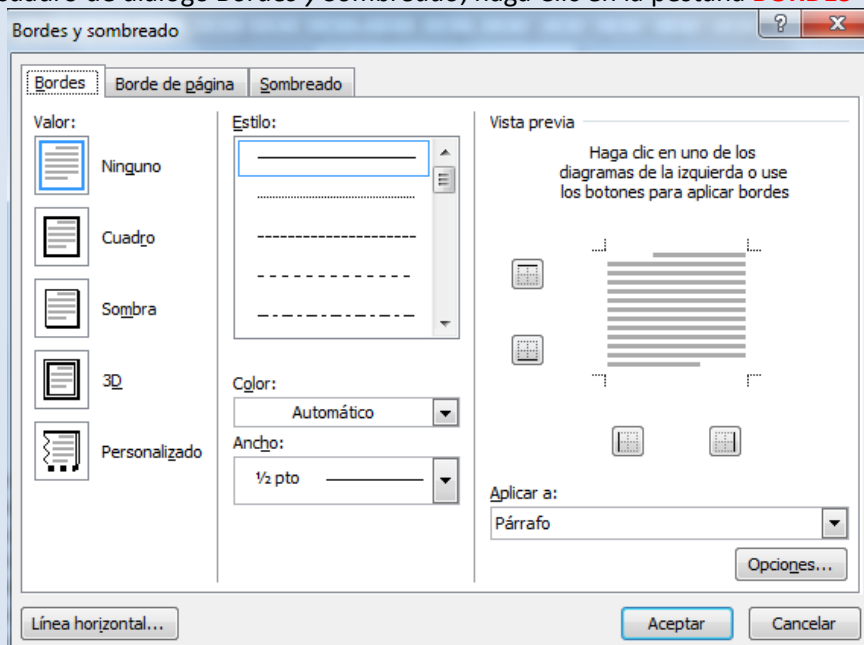 cuadro de diálogo Bordes y sombreado, haga clic en la pestaña BORDES
Bordes y sombreado
Bordes
Borde de página
Sombreado
Valor:
Ninguno
Cuadro
Sombra
3D
Personalizado
Estilo:
Color:
Automático
Ancho:
½ pto
Vista previa
Haga clic en uno de los
diagramas de la izquierda o use
los botones para aplicar bordes
Aplicar a:
Párrafo
Opciones...
Línea horizontal...
Aceptar
Cancelar